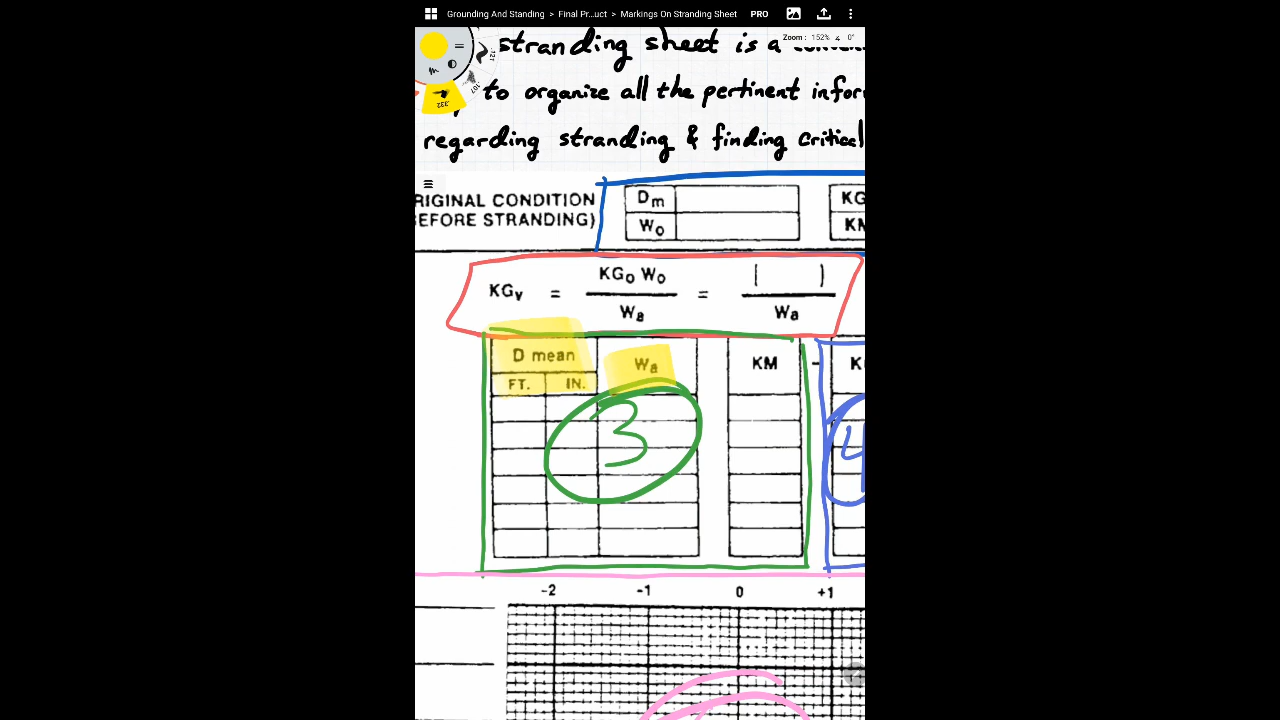 Grounding And Standing > Final Pr...uct > Markings On Stranding Sheet PRO
Zoom : 152% 0°
stranding sheet is a
to organize all the pertinent infor
regarding stranding & finding critical
RIGINAL CONDITION
EFORE STRANDING)
Dm
Wo
KG
KM
KGv = KGo Wo / Wa = ( ) / Wa
D mean
Wa
KM
-
K
FT. IN.
3
4
-2 -1 0 +1